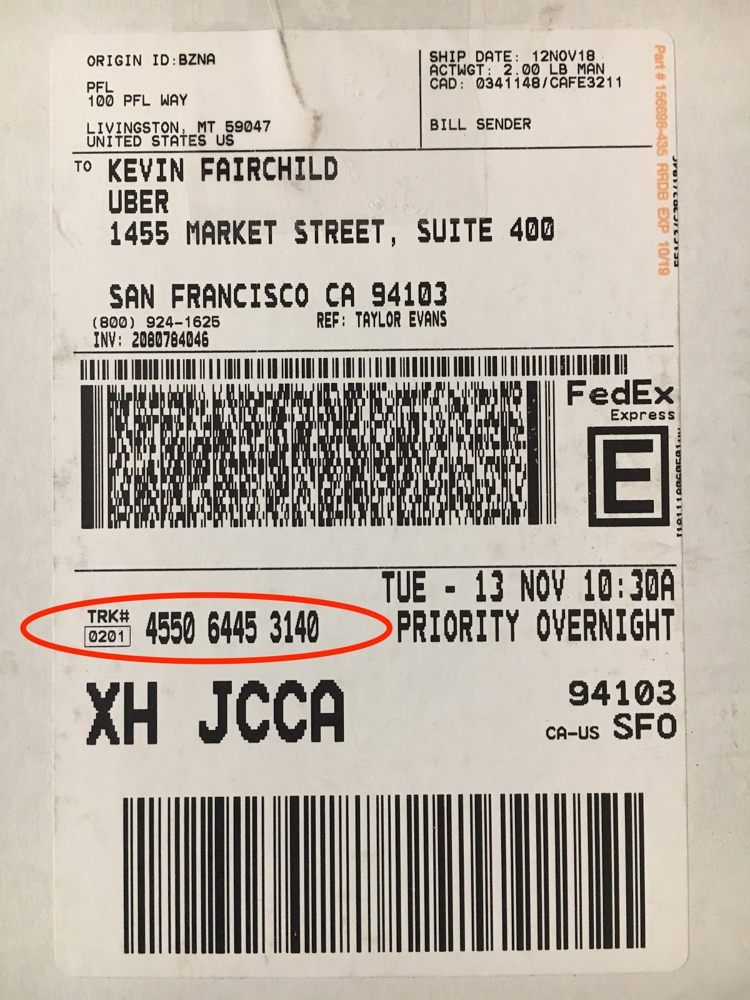 ORIGIN ID:BZNA
PFL
100 PFL WAY
LIVINGSTON, MT 59047
UNITED STATES US
SHIP DATE: 12NOV18
ACTWGT: 2.00 LB MAN
CAD: 0341148/CAFE3211
BILL SENDER
Part # 156698-435 RRDB EXP 10/19
TO KEVIN FAIRCHILD
UBER
1455 MARKET STREET, SUITE 400
SAN FRANCISCO CA 94103
(800) 924-1625
REF: TAYLOR EVANS
INV: 2080784046
FedEx
Express
E
TUE - 13 NOV 10:30A
TRK#
0201
4550 6445 3140
PRIORITY OVERNIGHT
XH JCCA
94103
CA-US SFO